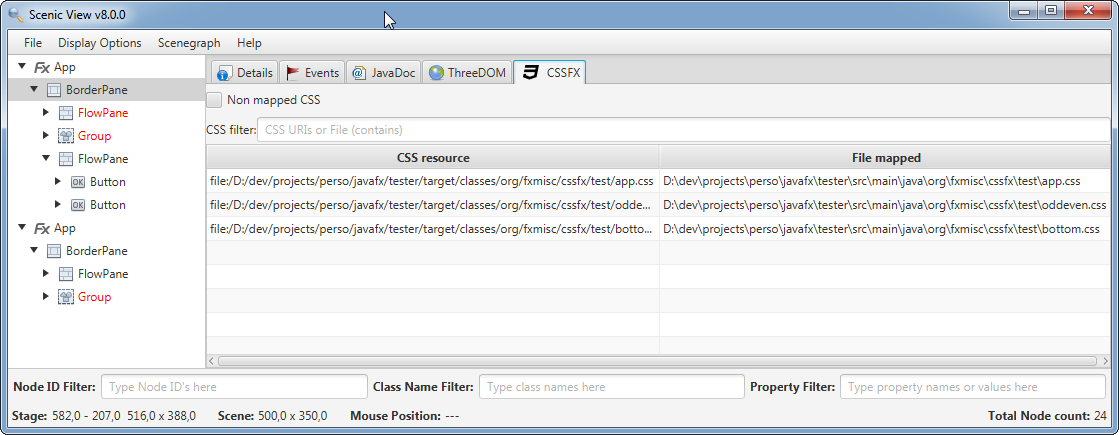 Scenic View v8.0.0
File Display Options Scenegraph Help
Fx App
BorderPane
FlowPane
Group
FlowPane
OK Button
OK Button
Fx App
BorderPane
FlowPane
Group
Details Events JavaDoc ThreeDOM CSSFX
Non mapped CSS
CSS filter: CSS URIs or File (contains)
CSS resource File mapped
file:/D:/dev/projects/perso/javafx/tester/target/classes/org/fxmisc/cssfx/test/app.css D:\dev\projects\perso\javafx\tester\src\main\java\org\fxmisc\cssfx\test\app.css
file:/D:/dev/projects/perso/javafx/tester/target/classes/org/fxmisc/cssfx/test/odde... D:\dev\projects\perso\javafx\tester\src\main\java\org\fxmisc\cssfx\test\oddeven.css
file:/D:/dev/projects/perso/javafx/tester/target/classes/org/fxmisc/cssfx/test/botto... D:\dev\projects\perso\javafx\tester\src\main\java\org\fxmisc\cssfx\test\bottom.css
Node ID Filter: Type Node ID's here Class Name Filter: Type class names here Property Filter: Type property names or values here
Stage: 582,0 - 207,0 516,0 x 388,0 Scene: 500,0 x 350,0 Mouse Position: --- Total Node count: 24